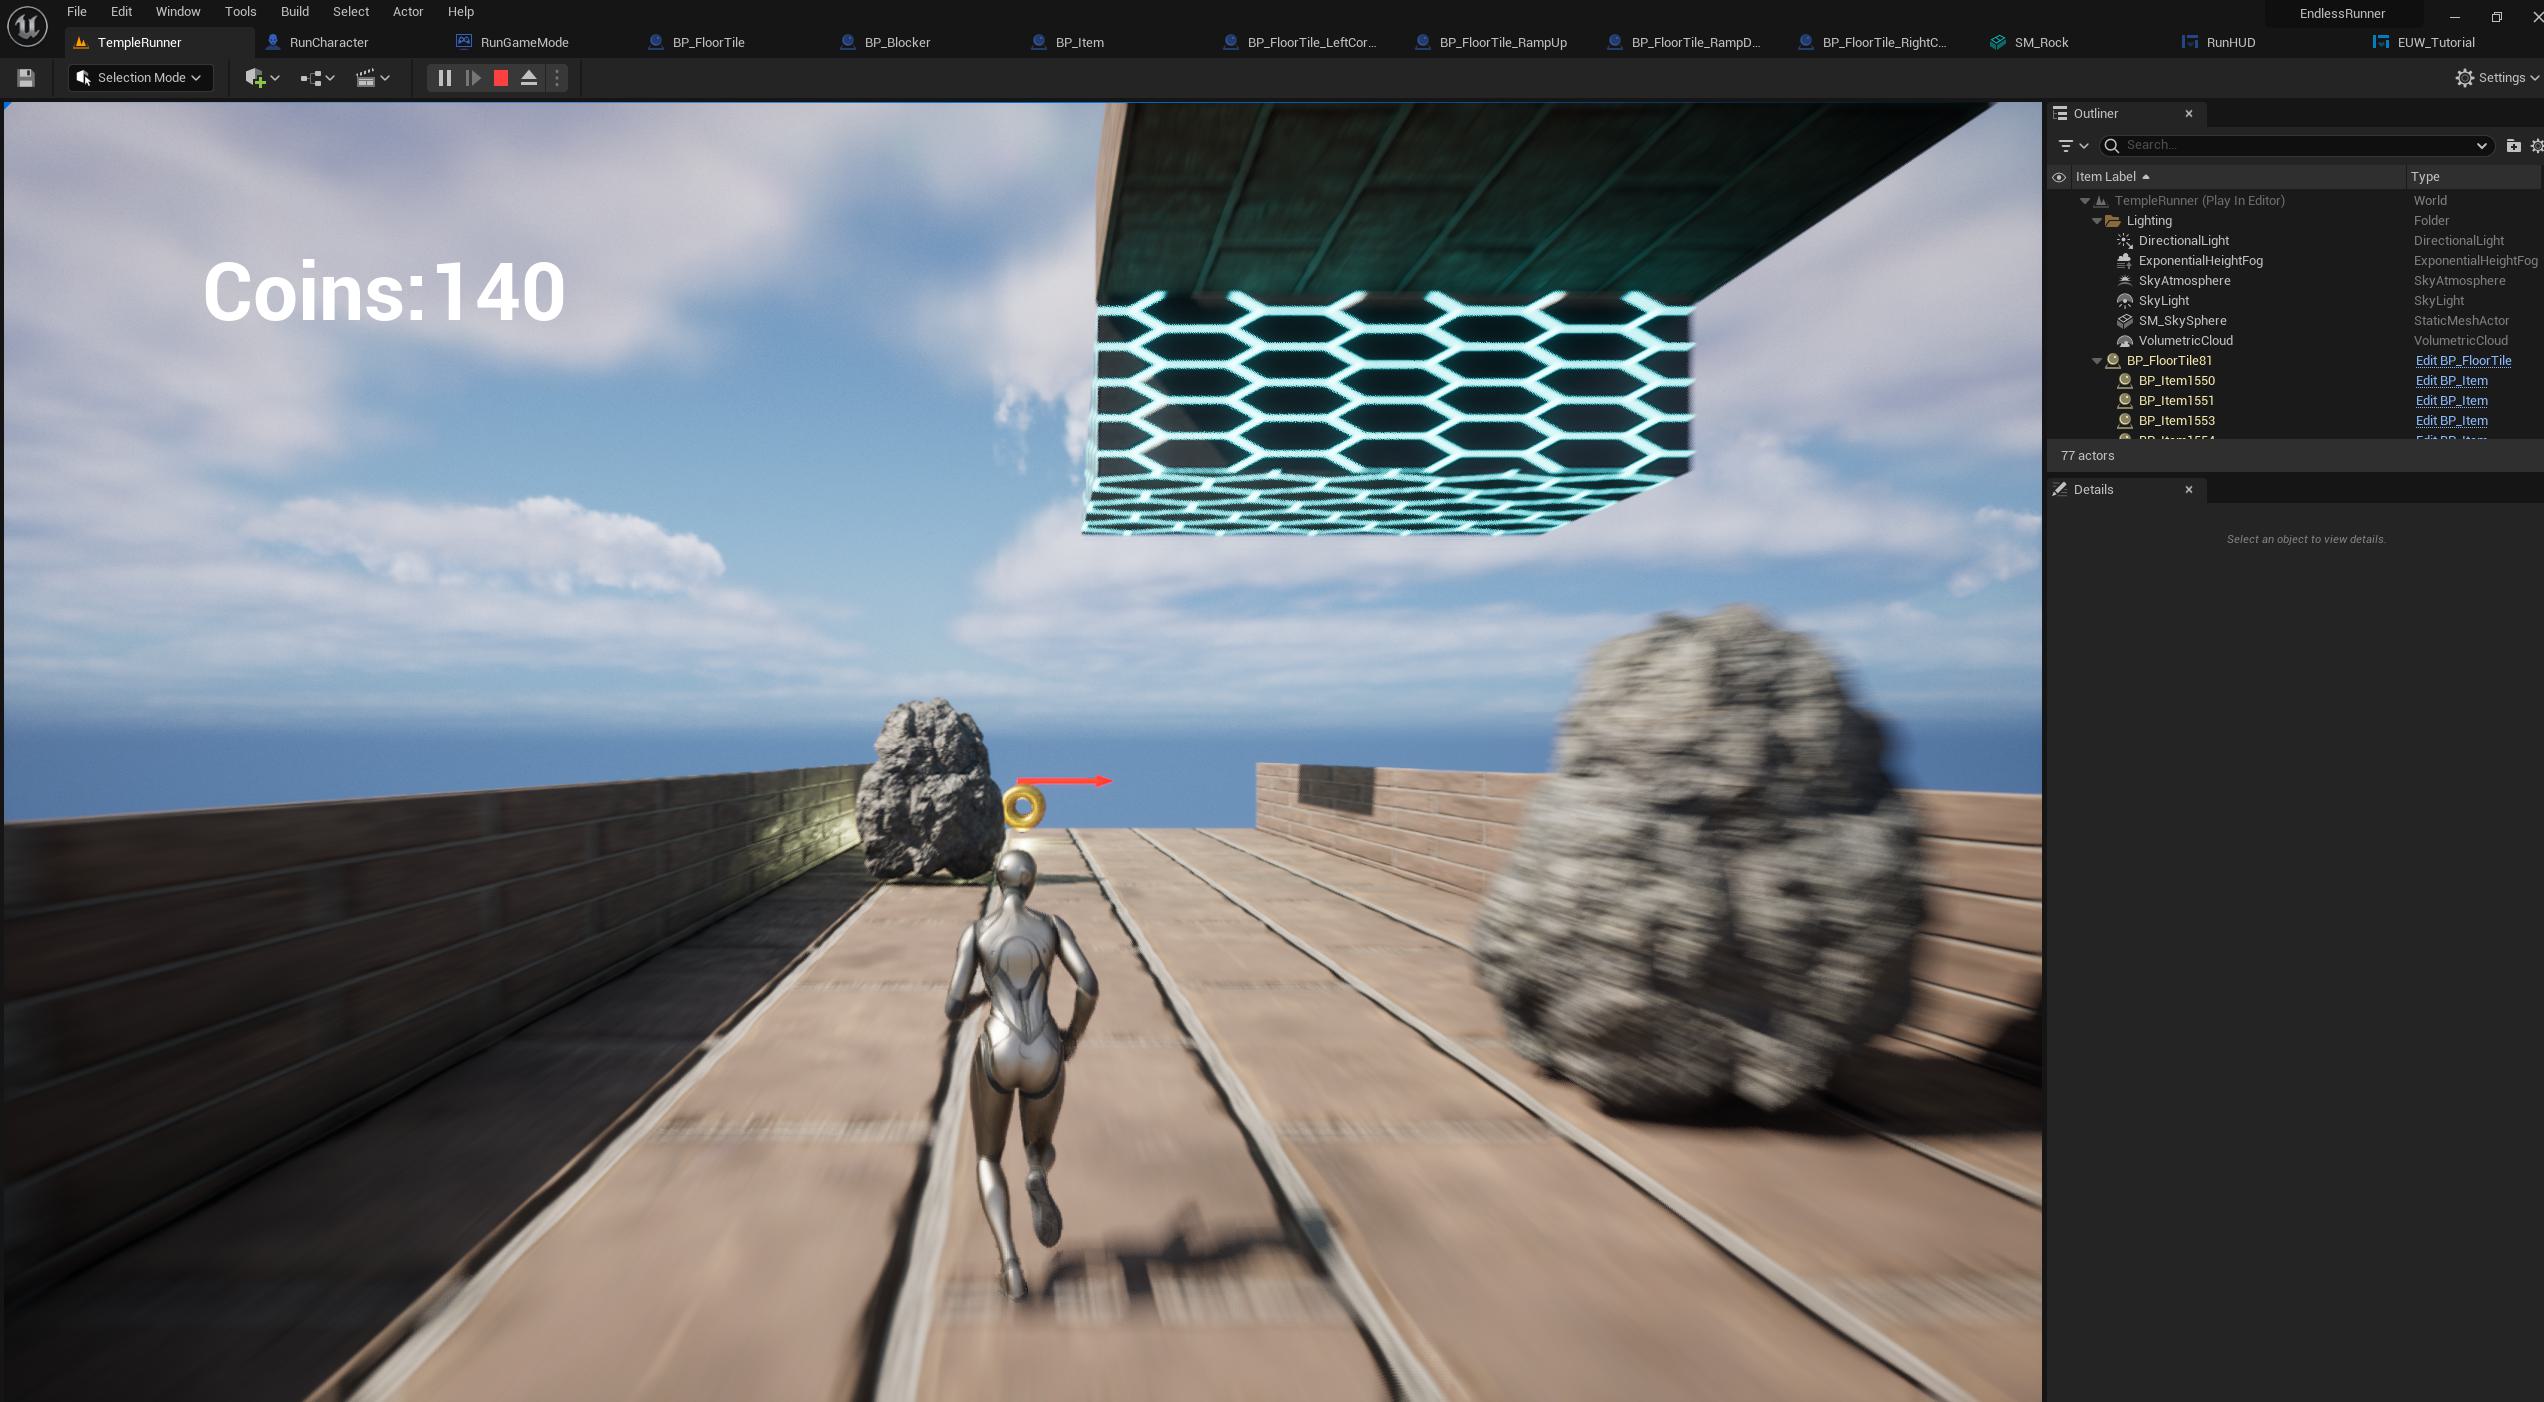 File Edit Window Tools Build Select Actor Help
EndlessRunner
TempleRunner RunCharacter RunGameMode BP_FloorTile BP_Blocker BP_Item BP_FloorTile_LeftCor... BP_FloorTile_RampUp BP_FloorTile_RampD... BP_FloorTile_RightC... SM_Rock RunHUD EUW_Tutorial
Selection Mode
Settings
Coins:140
Outliner
Search...
Item Label Type
TempleRunner (Play In Editor) World
Lighting Folder
DirectionalLight DirectionalLight
ExponentialHeightFog ExponentialHeightFog
SkyAtmosphere SkyAtmosphere
SkyLight SkyLight
SM_SkySphere StaticMeshActor
VolumetricCloud VolumetricCloud
BP_FloorTile81 Edit BP_FloorTile
BP_Item1550 Edit BP_Item
BP_Item1551 Edit BP_Item
BP_Item1553 Edit BP_Item
77 actors
Details
Select an object to view details.